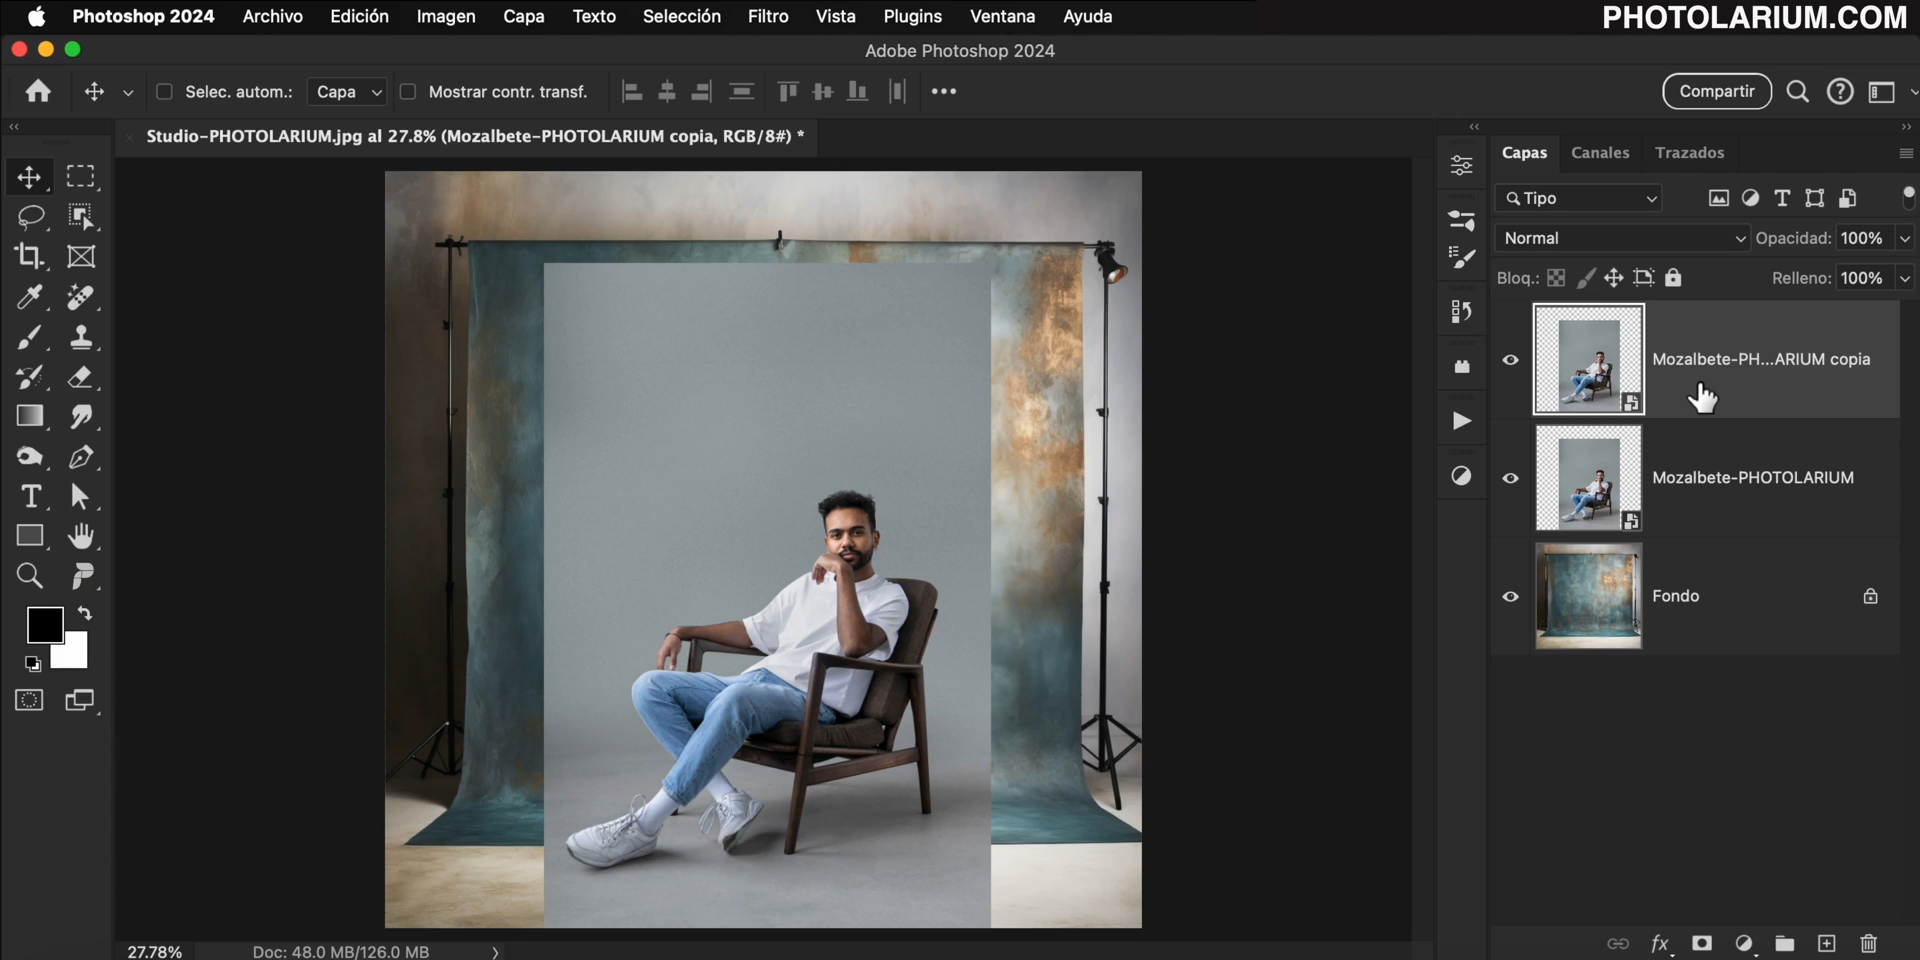 Photoshop 2024 Archivo Edición Imagen Capa Texto Selección Filtro Vista Plugins Ventana Ayuda
PHOTOLARIUM.COM
Adobe Photoshop 2024
Selec. autom.: Capa Mostrar contr. transf. Compartir
Studio-PHOTOLARIUM.jpg al 27.8% (Mozalbete-PHOTOLARIUM copia, RGB/8#) *
Capas Canales Trazados
Tipo
Normal Opacidad: 100%
Bloq.: Relleno: 100%
Mozalbete-PH...ARIUM copia
Mozalbete-PHOTOLARIUM
Fondo
fx
27.78% Doc: 48.0 MB/126.0 MB